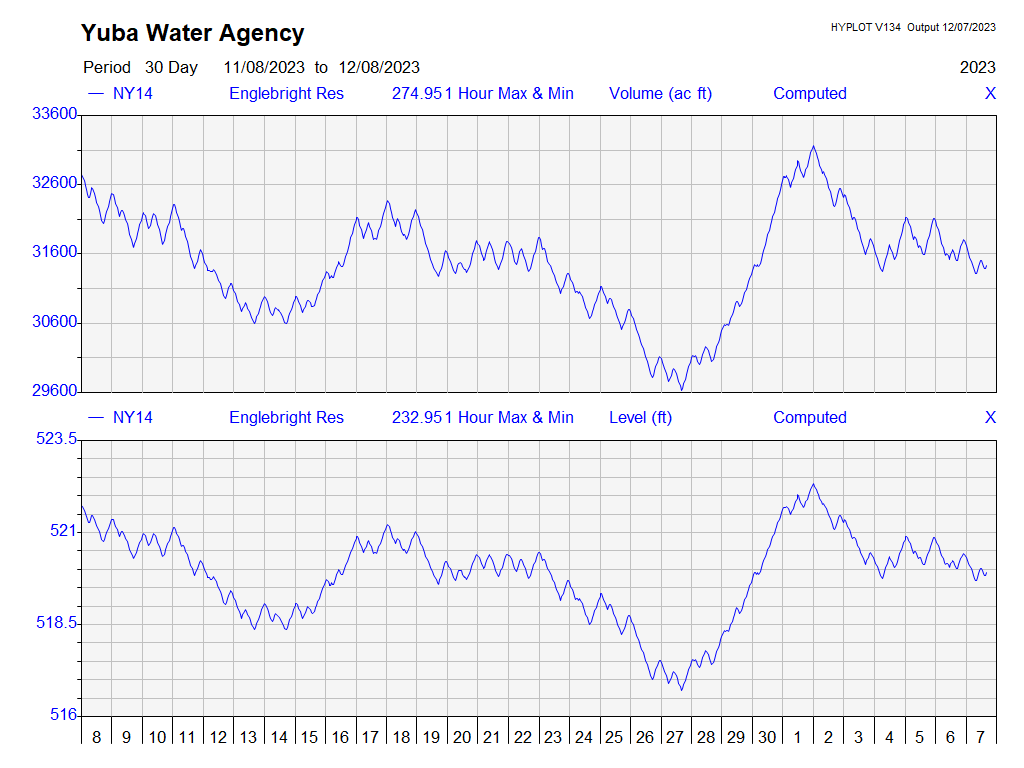 Yuba Water Agency
HYPLOT V134 Output 12/07/2023
Period 30 Day 11/08/2023 to 12/08/2023 2023
NY14 Englebright Res 274.951 Hour Max & Min Volume (ac ft) Computed X
33600
32600
31600
30600
29600
NY14 Englebright Res 232.951 Hour Max & Min Level (ft) Computed X
523.5
521
518.5
516
8 9 10 11 12 13 14 15 16 17 18 19 20 21 22 23 24 25 26 27 28 29 30 1 2 3 4 5 6 7